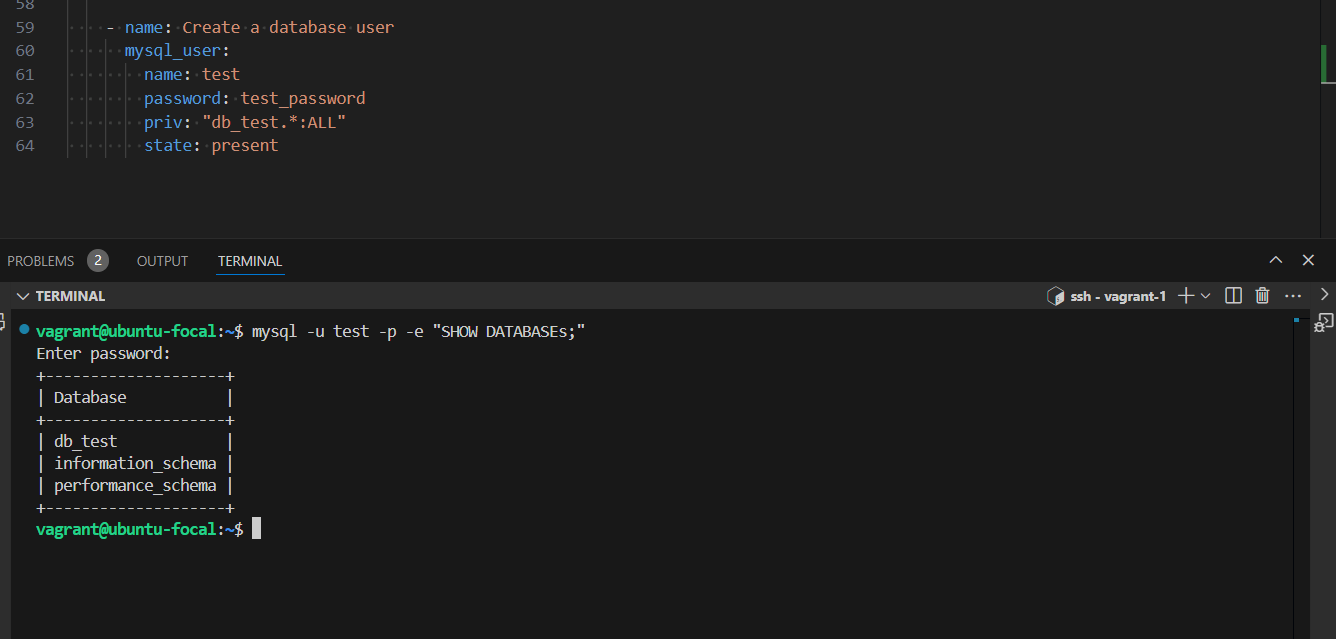 58
59 - name: Create a database user
60 mysql_user:
61 name: test
62 password: test_password
63 priv: "db_test.*:ALL"
64 state: present
PROBLEMS 2 OUTPUT TERMINAL
TERMINAL ssh - vagrant-1
vagrant@ubuntu-focal:~$ mysql -u test -p -e "SHOW DATABASEs;"
Enter password:
+--------------------+
| Database |
+--------------------+
| db_test |
| information_schema |
| performance_schema |
+--------------------+
vagrant@ubuntu-focal:~$